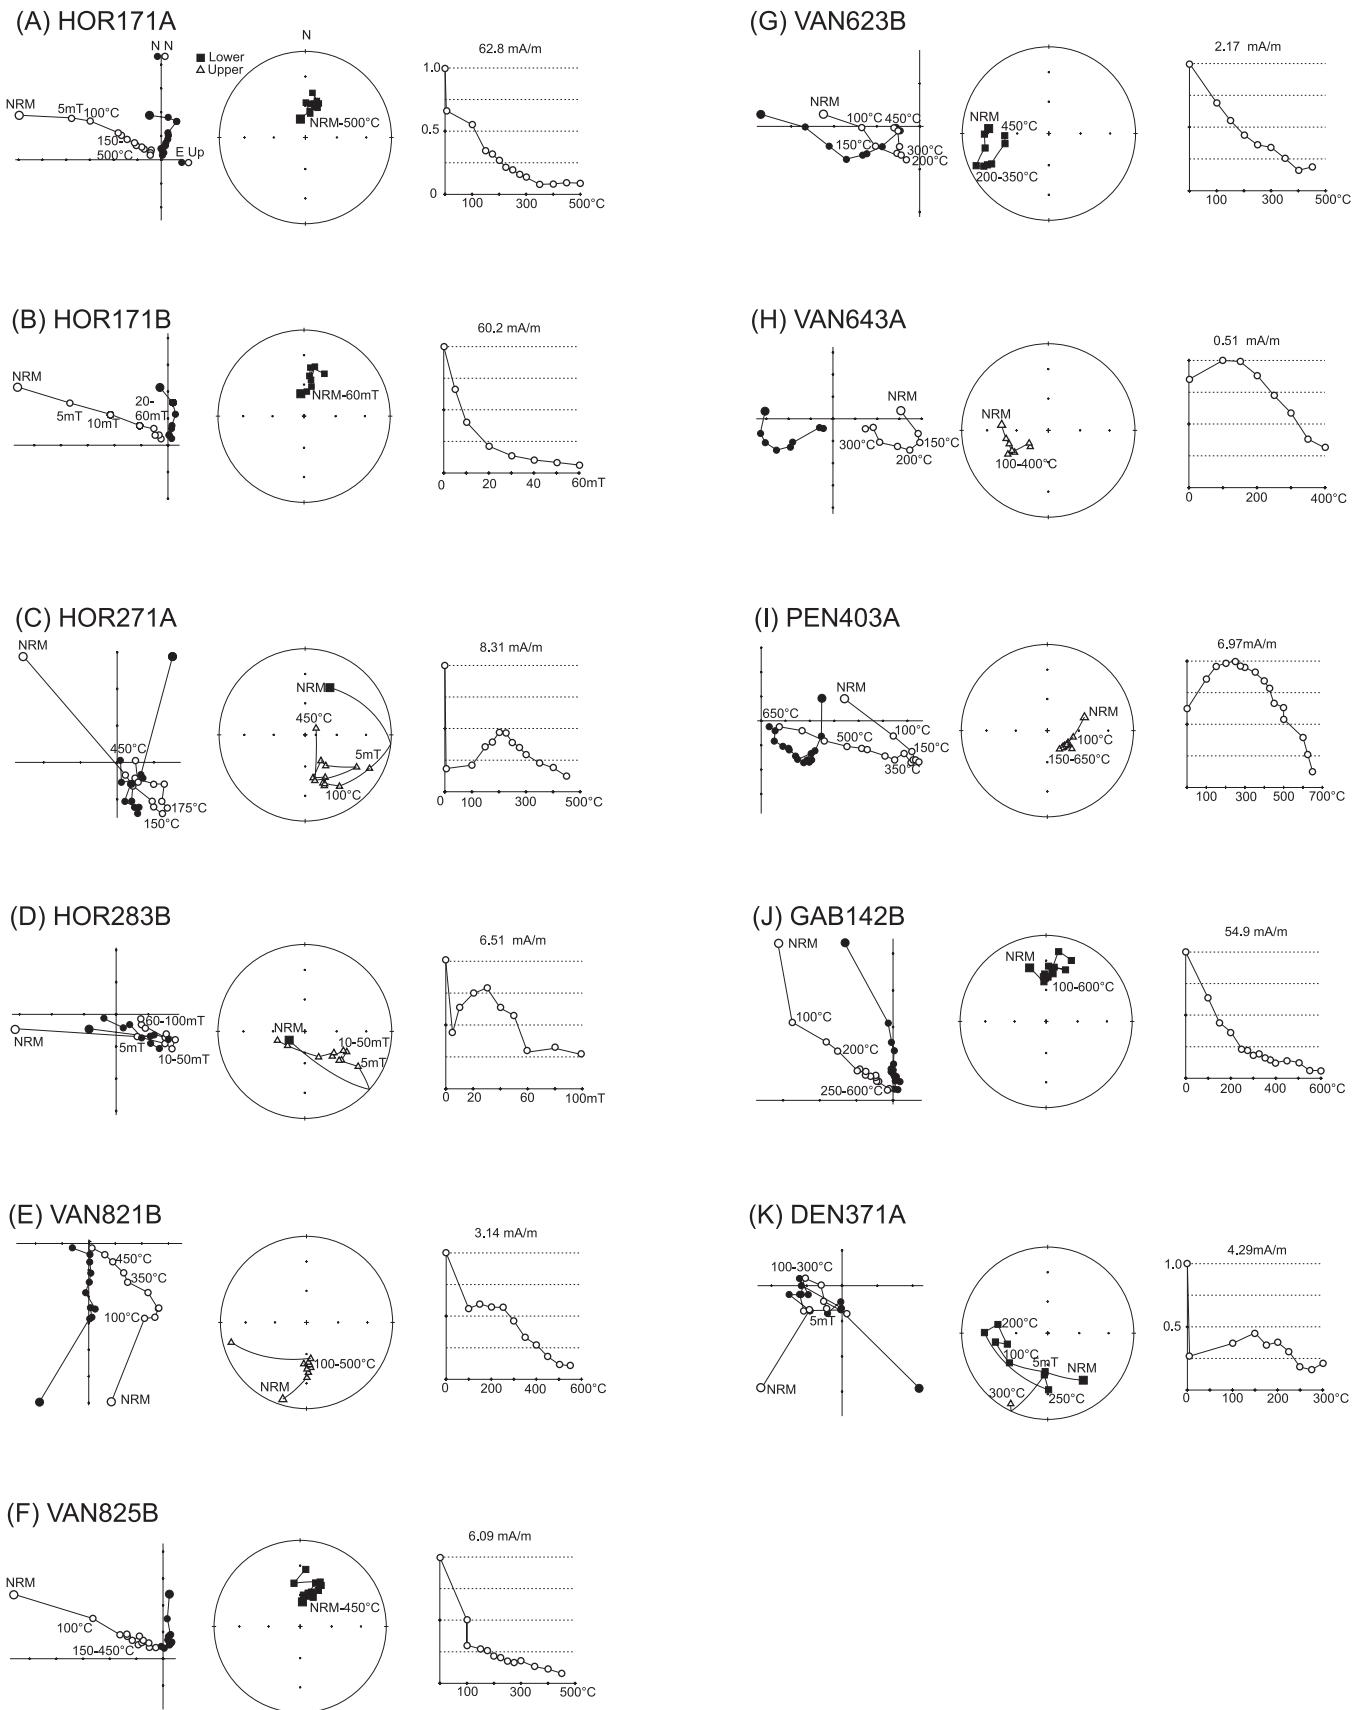 (A) HOR171A
N N
N
■ Lower
△ Upper
62.8 mA/m
NRM
5mT 100°C
150-
500°C
E Up
NRM-500°C
1.0
0.5
0
100
300
500°C
(B) HOR171B
60.2 mA/m
NRM
5mT
10mT
20-
60mT
NRM-60mT
0
20
40
60mT
(C) HOR271A
8.31 mA/m
NRM
450°C
175°C
150°C
NRM
450°C
5mT
100°C
0
100
300
500°C
(D) HOR283B
6.51 mA/m
NRM
60-100mT
5mT
10-50mT
NRM
10-50mT
5mT
0
20
60
100mT
(E) VAN821B
3.14 mA/m
450°C
350°C
100°C
NRM
100-500°C
NRM
0
200
400
600°C
(F) VAN825B
6.09 mA/m
NRM
100°C
150-450°C
NRM-450°C
100
300
500°C
(G) VAN623B
2.17 mA/m
NRM
100°C
450°C
150°C
300°C
200°C
NRM
450°C
200-350°C
100
300
500°C
(H) VAN643A
0.51 mA/m
NRM
300°C
150°C
200°C
NRM
100-400°C
0
200
400°C
(I) PEN403A
6.97mA/m
NRM
650°C
500°C
100°C
150°C
350°C
NRM
100°C
150-650°C
100
300
500
700°C
(J) GAB142B
54.9 mA/m
NRM
100°C
200°C
250-600°C
NRM
100-600°C
0
200
400
600°C
(K) DEN371A
4.29mA/m
100-300°C
5mT
NRM
200°C
100°C
5mT
NRM
300°C
250°C
1.0
0.5
0
100
200
300°C